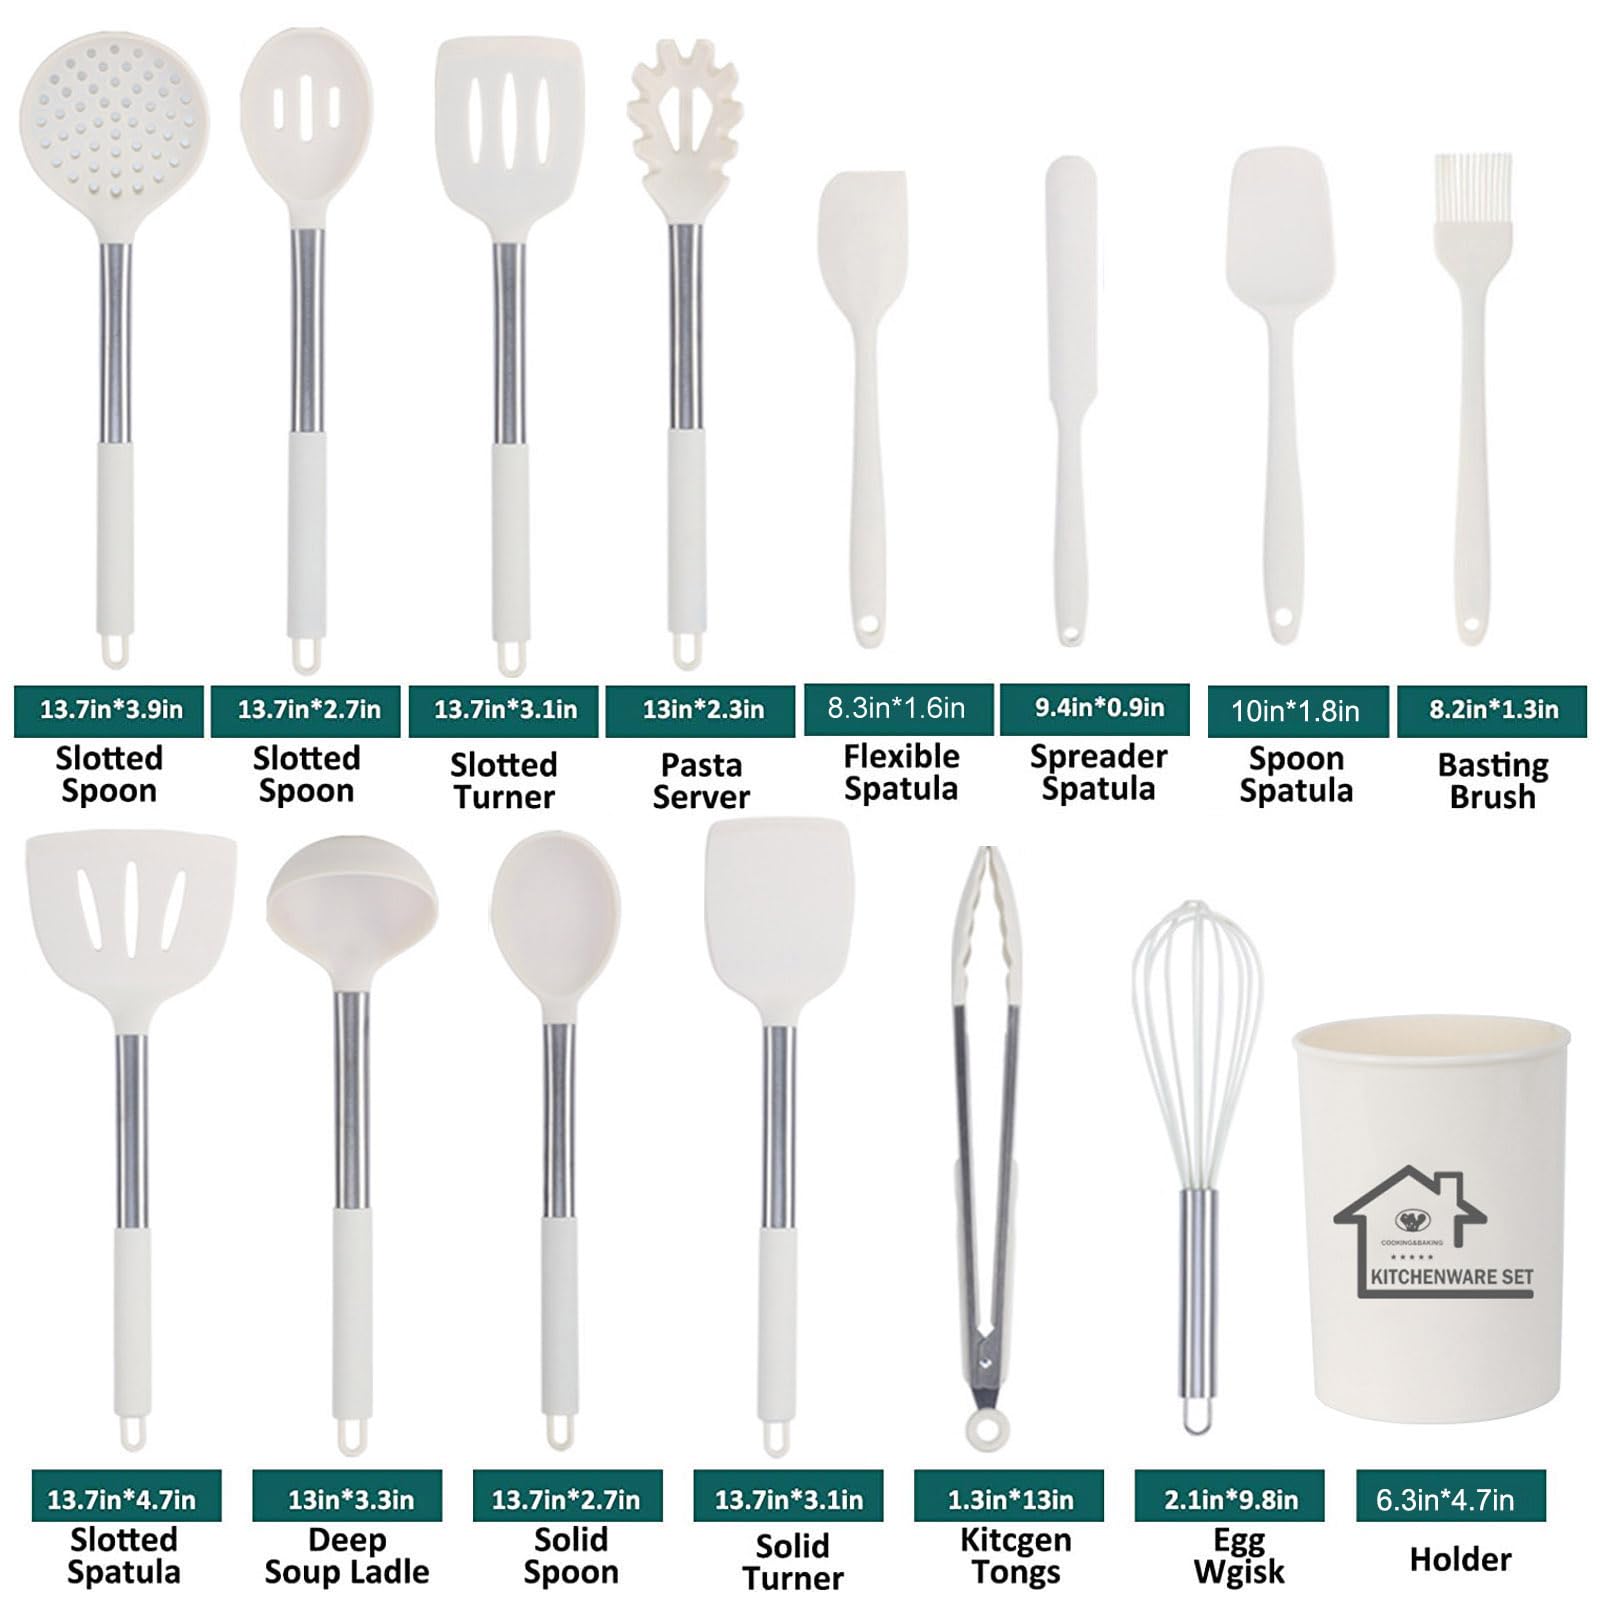 13.7in*3.9in
13.7in*2.7in
13.7in*3.1in
13in*2.3in
8.3in*1.6in
9.4in*0.9in
10in*1.8in
8.2in*1.3in
Slotted
Spoon
Slotted
Spoon
Slotted
Turner
Pasta
Server
Flexible
Spatula
Spreader
Spatula
Spoon
Spatula
Basting
Brush
COOKING&BAKING
KITCHENWARE SET
13.7in*4.7in
13in*3.3in
13.7in*2.7in
13.7in*3.1in
1.3in*13in
2.1in*9.8in
6.3in*4.7in
Slotted
Spatula
Deep
Soup Ladle
Solid
Spoon
Solid
Turner
Kitcgen
Tongs
Egg
Wgisk
Holder